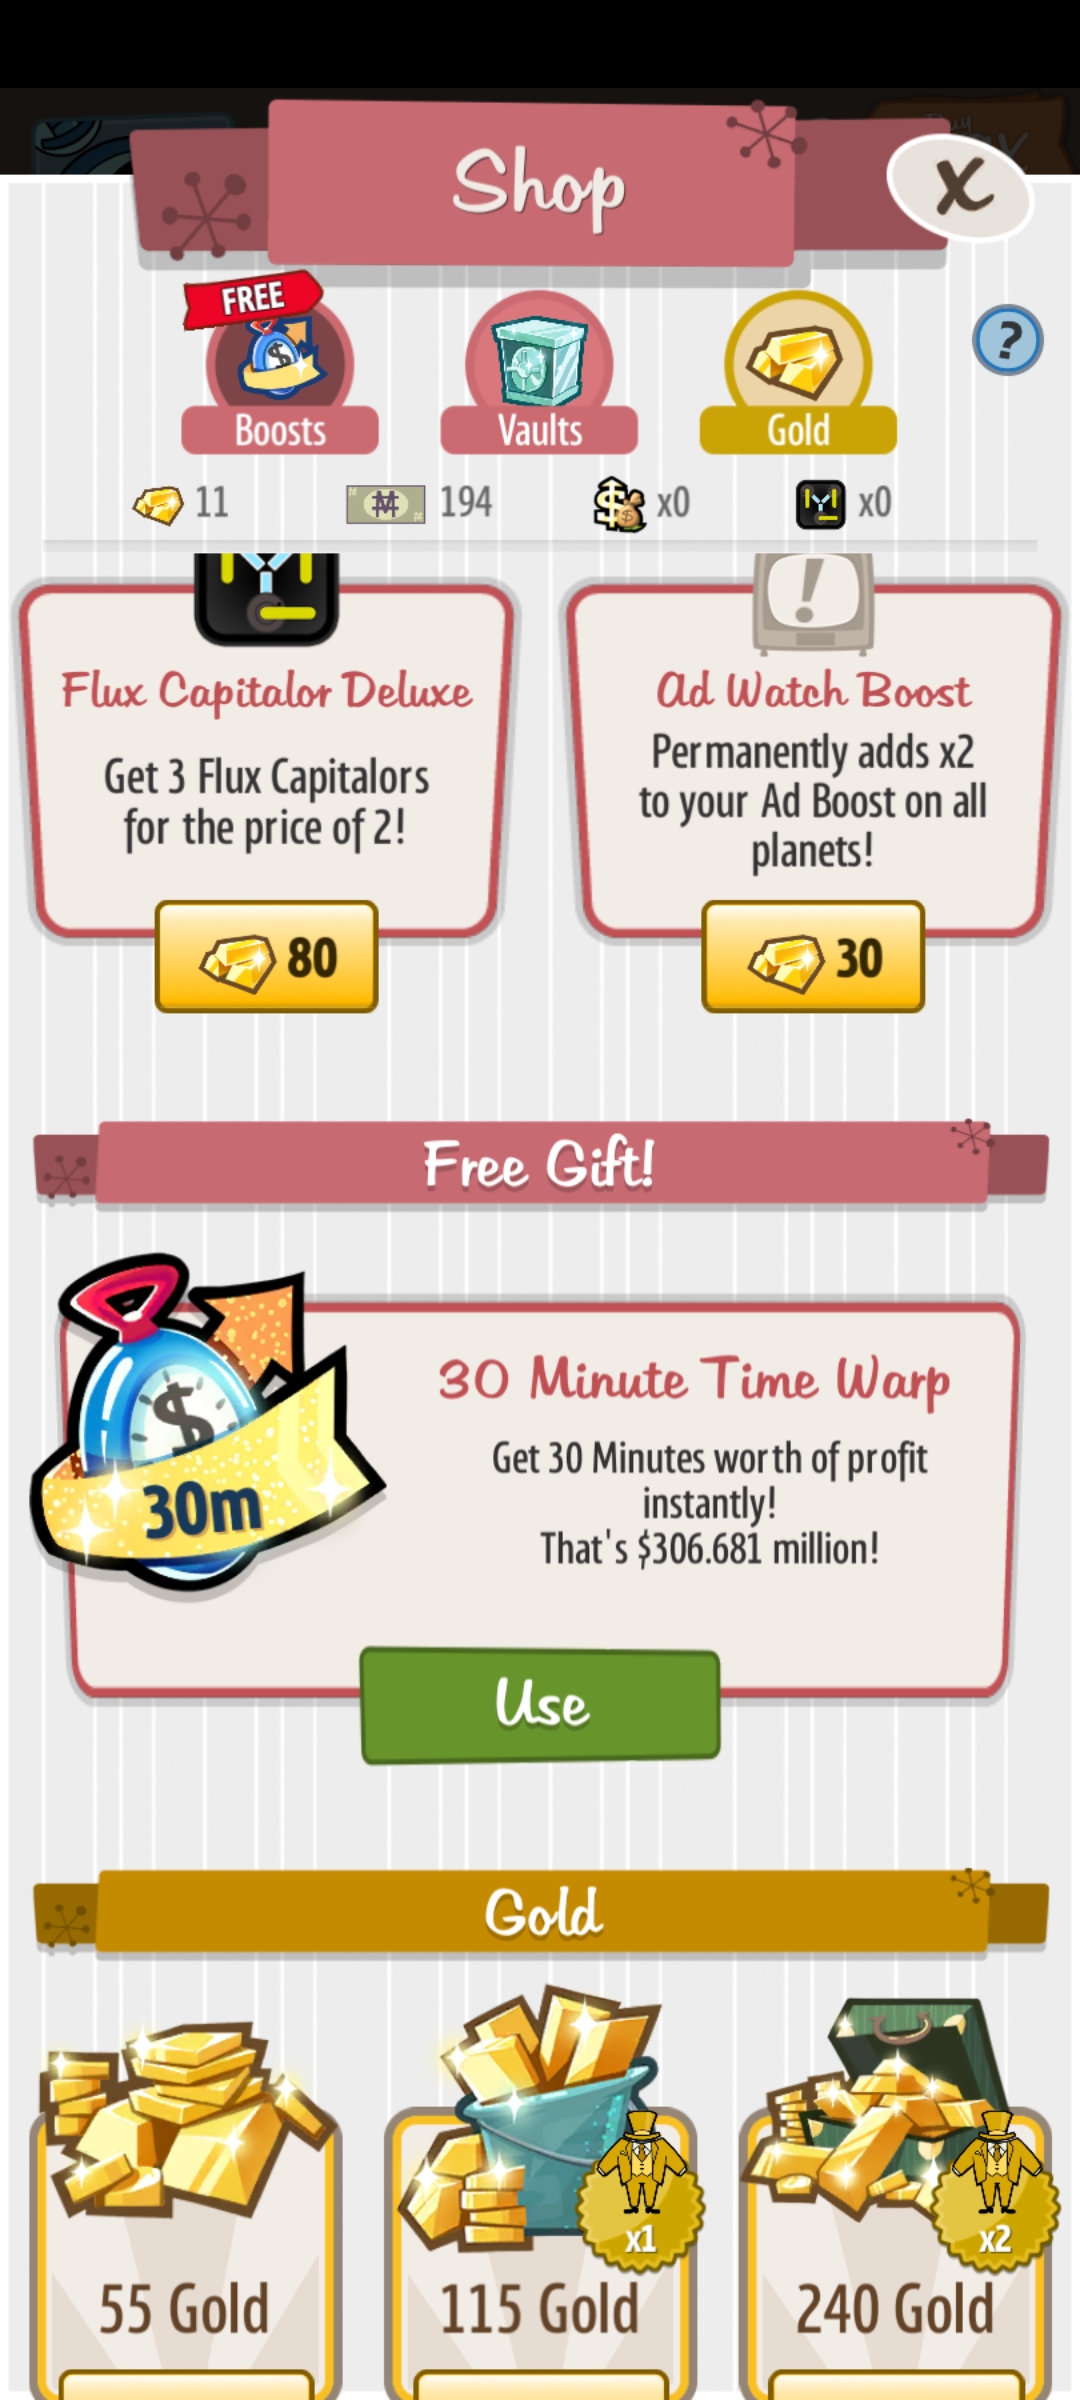 Shop
X
FREE
Boosts
Vaults
Gold
?
11
194
x0
x0
Flux Capitalor Deluxe
Get 3 Flux Capitalors
for the price of 2!
80
Ad Watch Boost
Permanently adds x2
to your Ad Boost on all
planets!
30
Free Gift!
30m
30 Minute Time Warp
Get 30 Minutes worth of profit
instantly!
That's $306.681 million!
Use
Gold
x1
x2
55 Gold
115 Gold
240 Gold